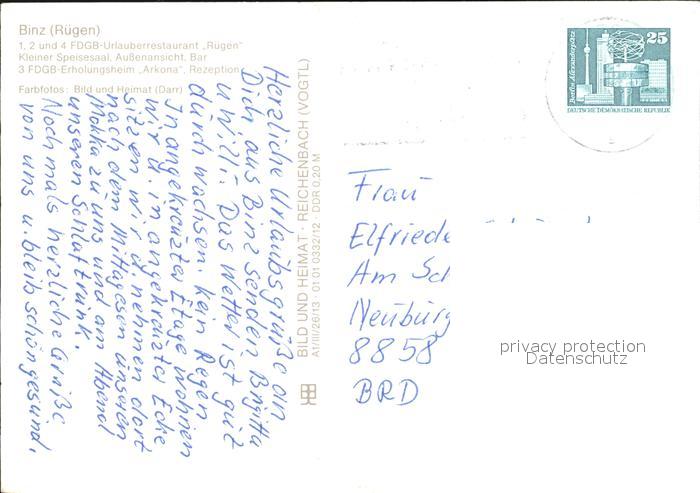 Binz (Rügen)
1, 2 und 4 FDGB-Urlauberrestaurant „Rügen"
Kleiner Speisesaal, Außenansicht, Bar
3 FDGB-Erholungsheim „Arkona", Rezeption
Farbfotos: Bild und Heimat (Darr)
Herzliche Urlaubsgrüße an
Dich aus Binz senden Brigitta
u Willi. Das Wetter ist gut
durchwachsen. kein Regen
In angekreuzter Etage wohnen
wir u. in angekreuzter Ecke
sitzen wir u. nehmen dort
nach dem Mittagessen unseren
Mokka zu uns und am Abend
unseren Schlaftrunk.
Nochmals herzliche Grüße
von uns u. bleib schön gesund.
BILD UND HEIMAT · REICHENBACH (VOGTL)
A1/III/26/13 · 01 01 0332/12 · DDR 0,20 M
25
Berlin, Alexanderplatz
DEUTSCHE DEMOKRATISCHE REPUBLIK
Frau
Elfriede
Am Sch
Neuburg
8858
BRD
privacy protection
Datenschutz